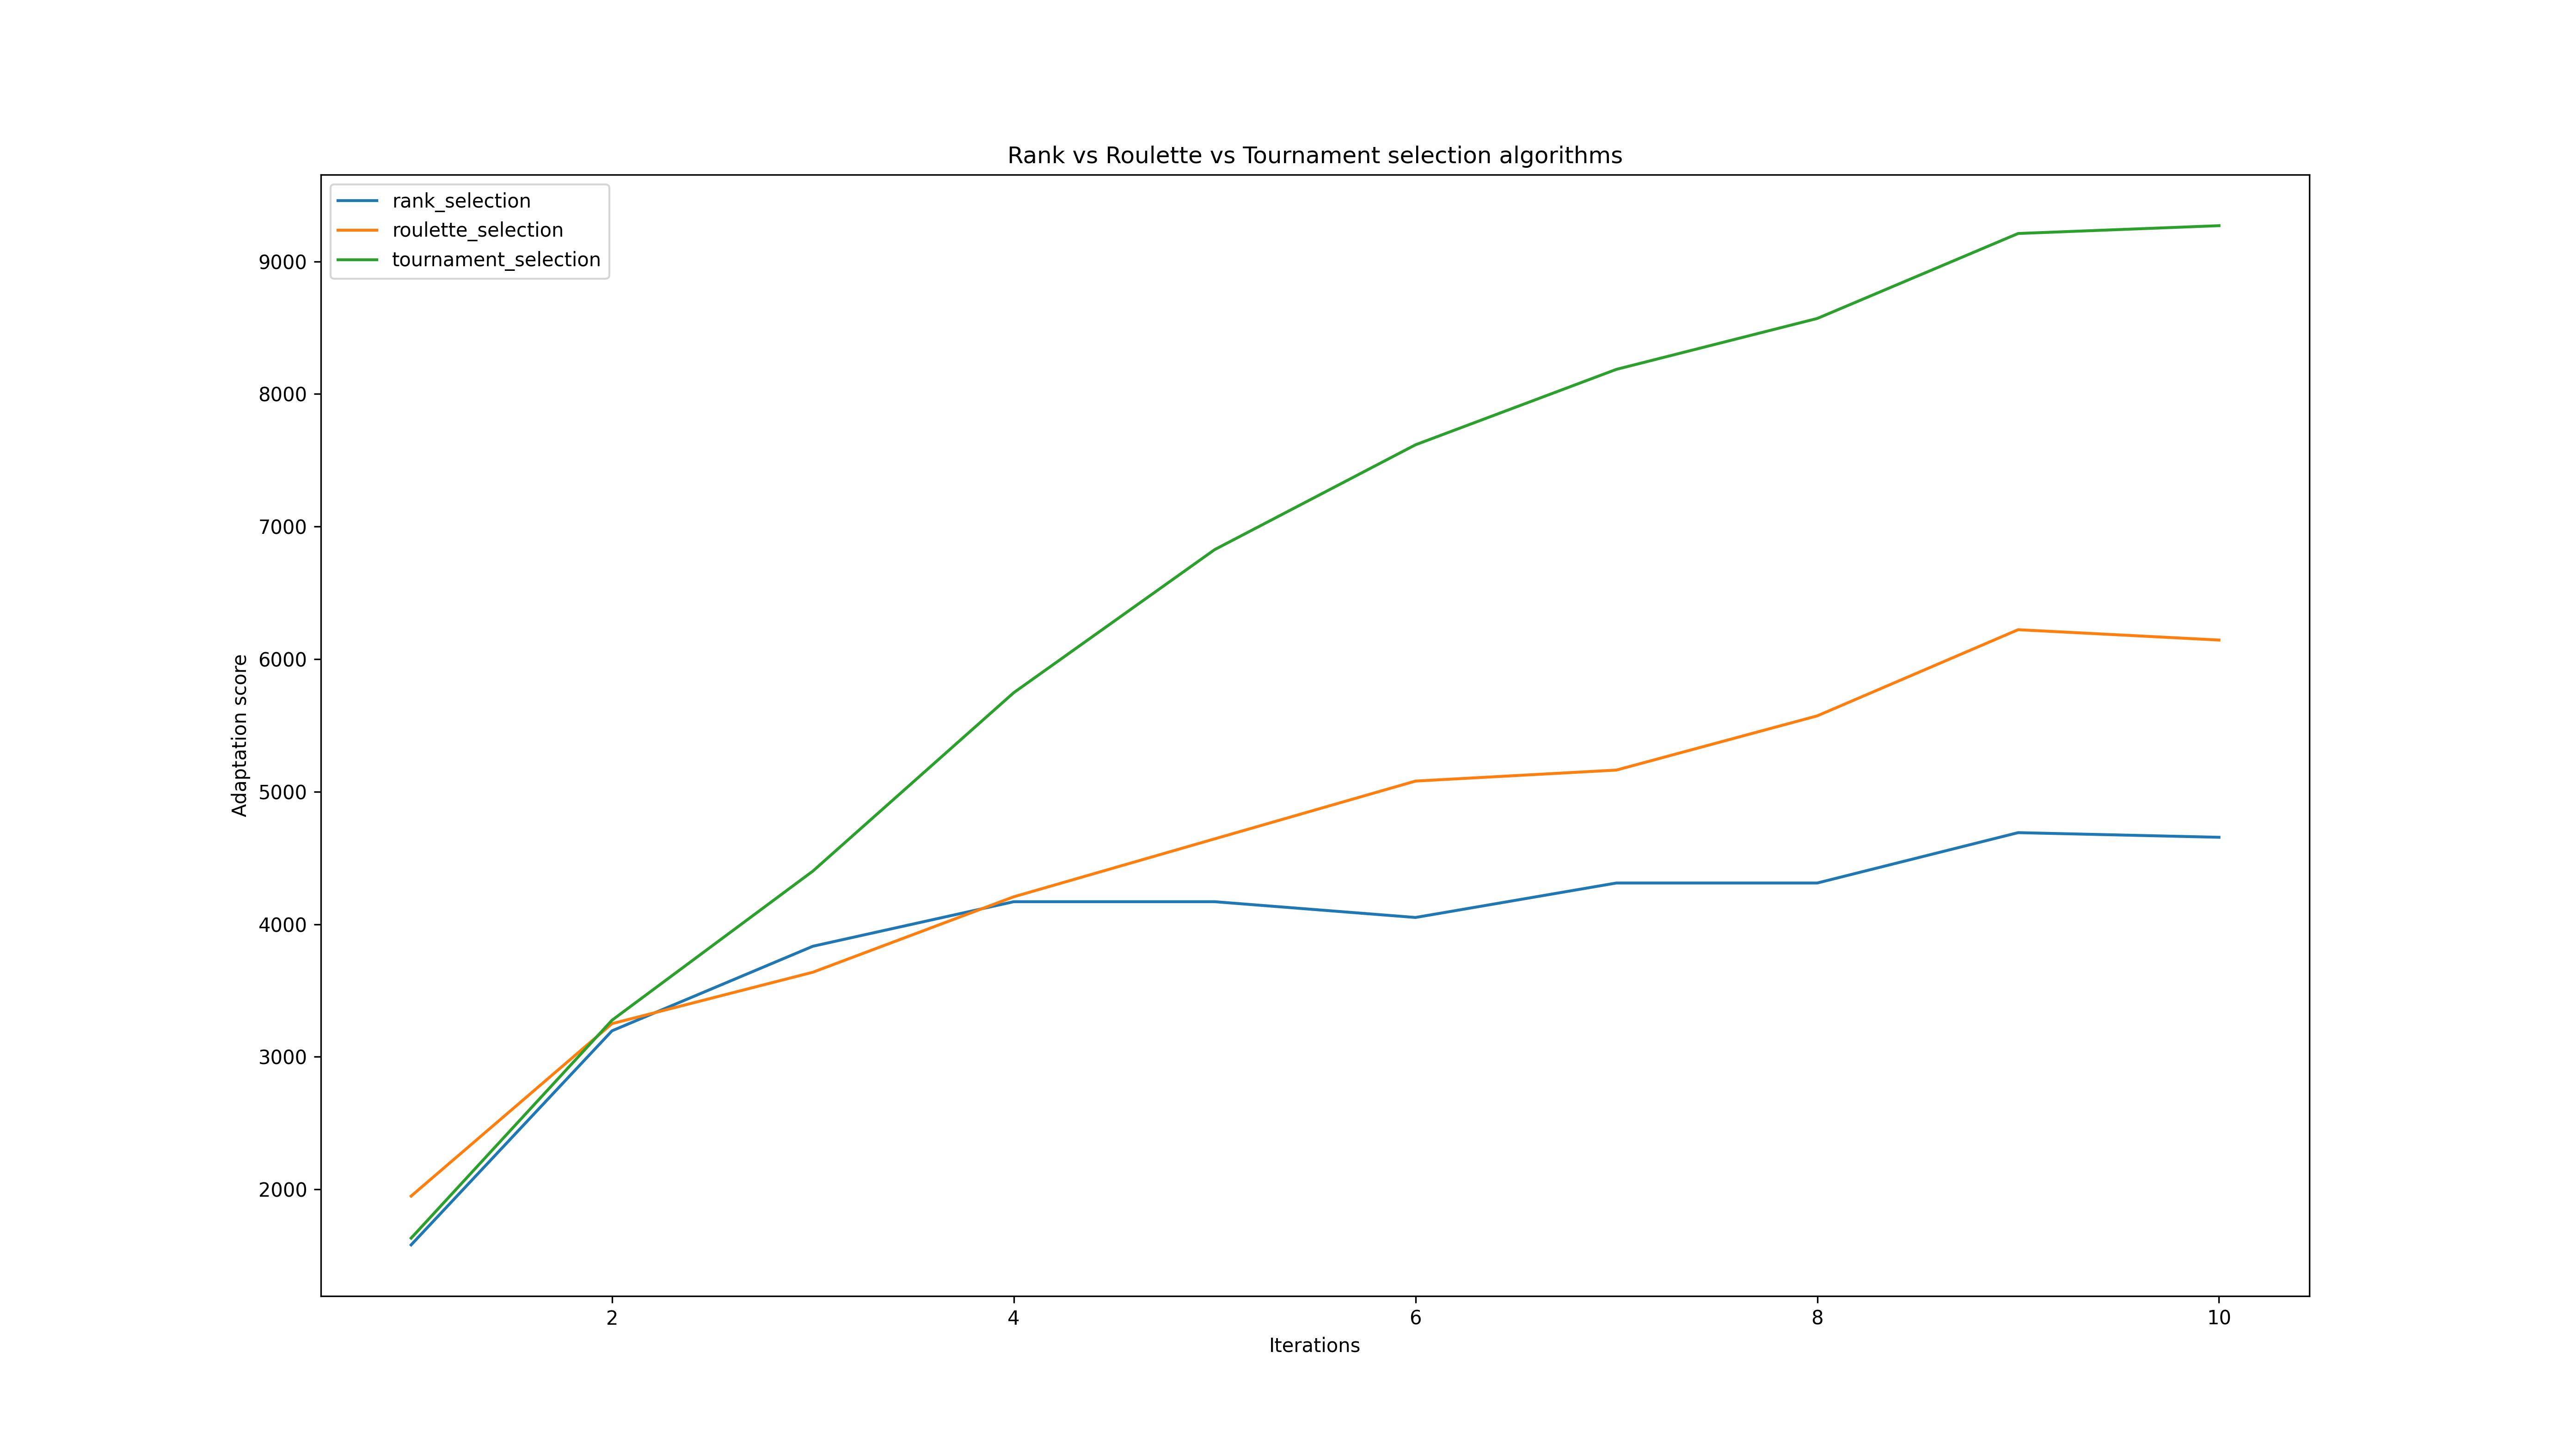 Rank vs Roulette vs Tournament selection algorithms
rank_selection
roulette_selection
tournament_selection
9000
8000
7000
6000
5000
4000
3000
2000
Adaptation score
2
4
6
8
10
Iterations